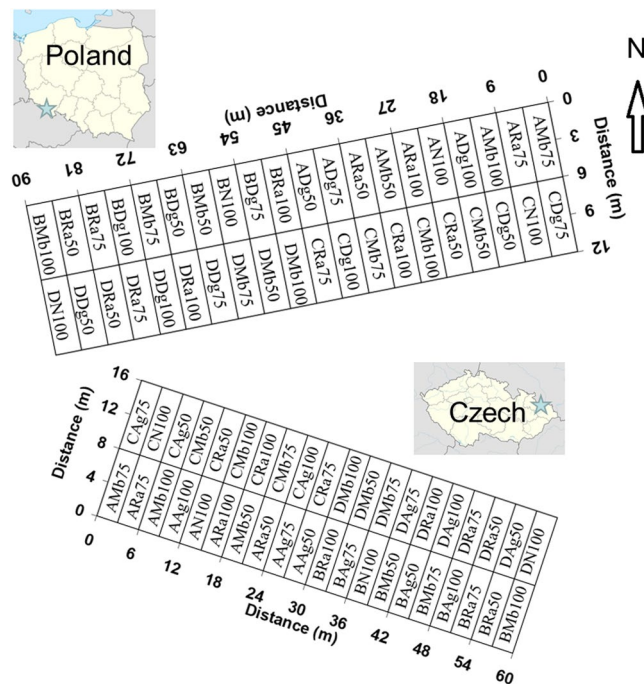 Poland
N
90
81
72
63
54
45
36
27
18
9
0
Distance (m)
0
3
6
9
12
Distance (m)
BMb100
BRa50
BRa75
BDg100
BMb75
BDg50
BMb50
BN100
BDg75
BRa100
ADg50
ADg75
ARa50
AMb50
ARa100
AN100
ADg100
AMb100
ARa75
AMb75
DN100
DDg50
DRa50
DRa75
DDg100
DRa100
DDg75
DMb75
DMb50
DMb100
CRa75
CDg100
CMb75
CRa100
CMb100
CRa50
CMb50
CDg50
CN100
CDg75
Czech
16
12
8
4
0
Distance (m)
CAg75
CN100
CAg50
CMb50
CRa50
CMb100
CRa100
CMb75
CAg100
CRa75
DMb100
DMb50
DMb75
DAg75
DRa100
DAg100
DRa75
DRa50
DAg50
DN100
AMb75
ARa75
AMb100
AAg100
AN100
ARa100
AMb50
ARa50
AAg75
AAg50
BRa100
BAg75
BN100
BMb50
BAg50
BMb75
BAg100
BRa75
BRa50
BMb100
0
6
12
18
24
30
36
42
48
54
60
Distance (m)